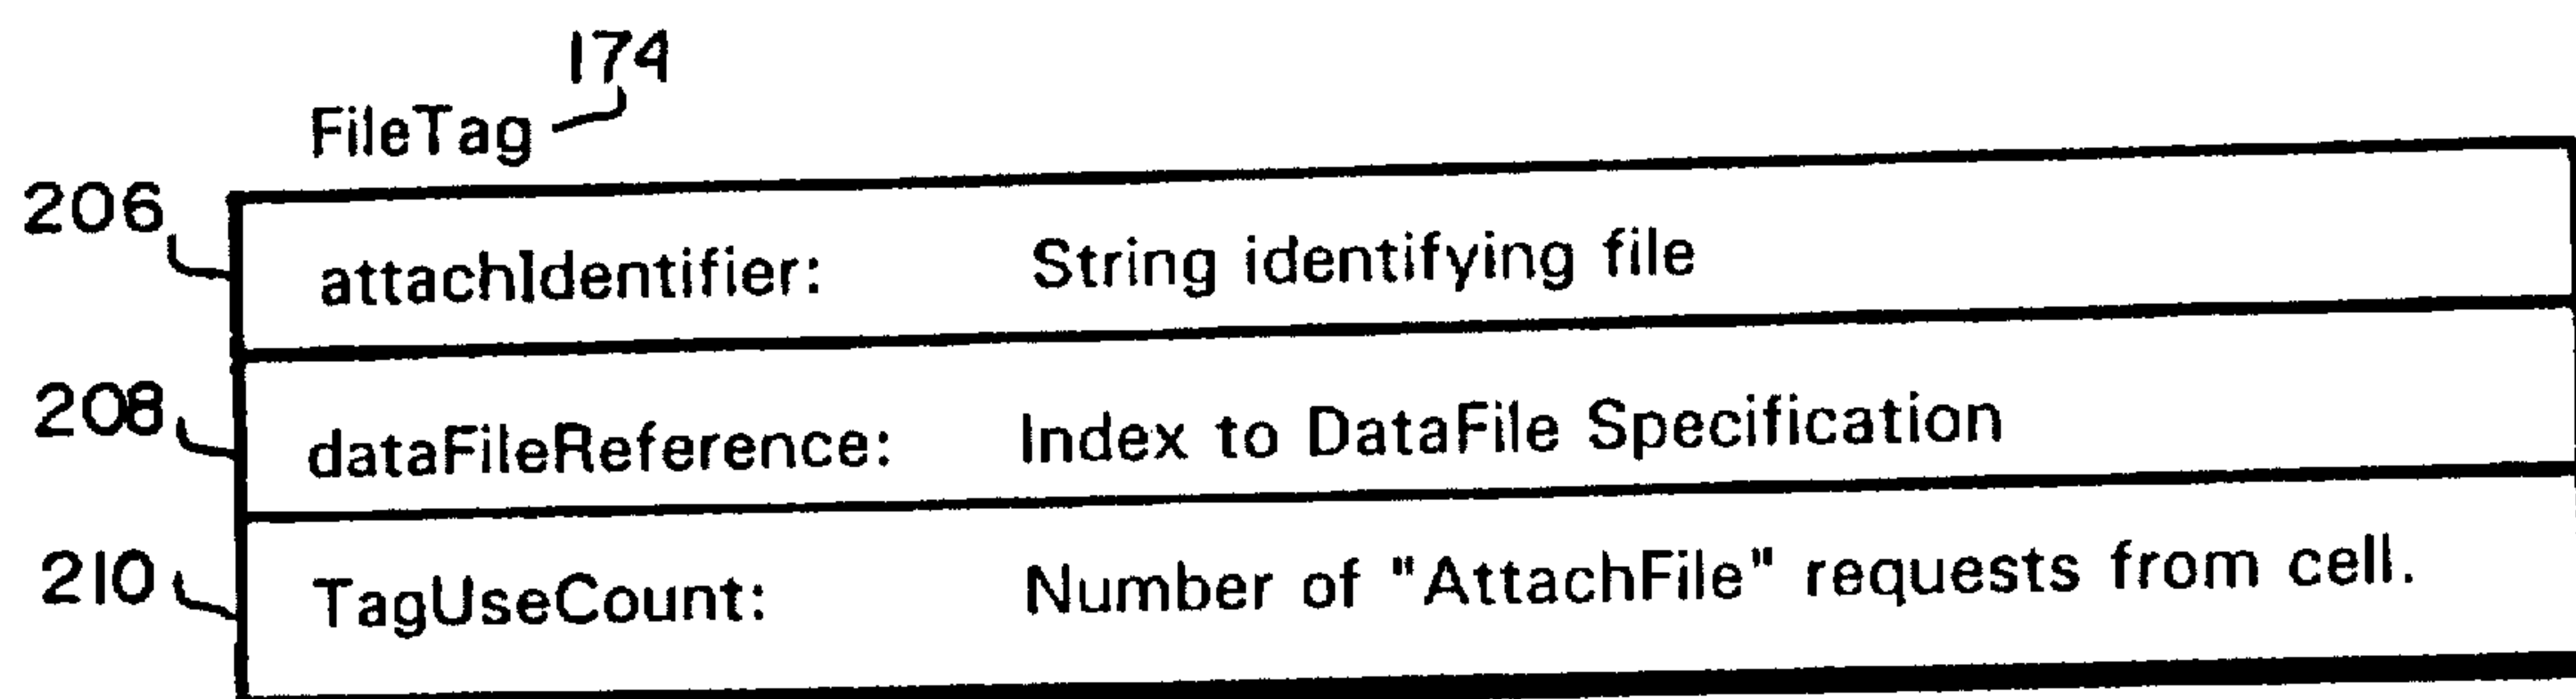 174
FileTag
206
attachIdentifier: String identifying file
208
dataFileReference: Index to DataFile Specification
210
TagUseCount: Number of "AttachFile" requests from cell.